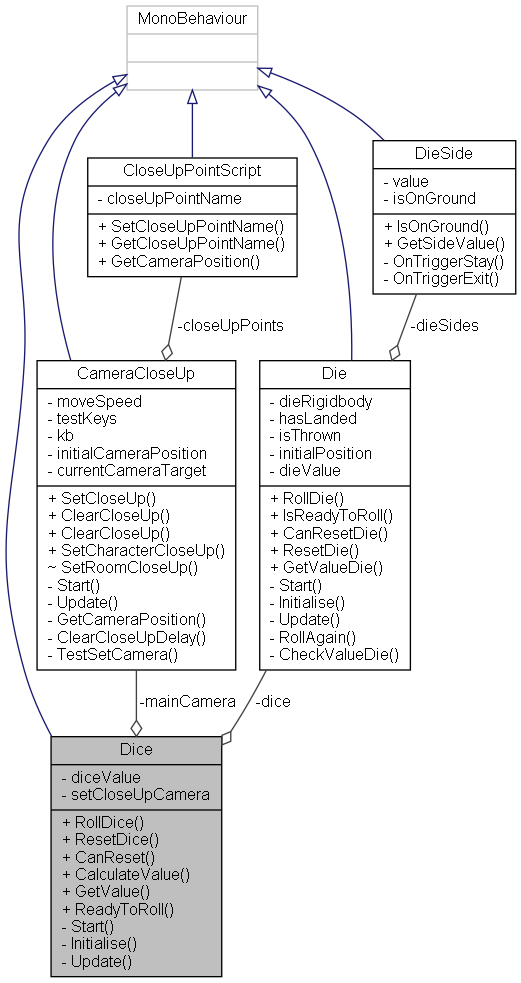 MonoBehaviour
CloseUpPointScript
- closeUpPointName
+ SetCloseUpPointName()
+ GetCloseUpPointName()
+ GetCameraPosition()
DieSide
- value
- isOnGround
+ IsOnGround()
+ GetSideValue()
- OnTriggerStay()
- OnTriggerExit()
-closeUpPoints
-dieSides
CameraCloseUp
- moveSpeed
- testKeys
- kb
- initialCameraPosition
- currentCameraTarget
+ SetCloseUp()
+ ClearCloseUp()
+ ClearCloseUp()
+ SetCharacterCloseUp()
~ SetRoomCloseUp()
- Start()
- Update()
- GetCameraPosition()
- ClearCloseUpDelay()
- TestSetCamera()
Die
- dieRigidbody
- hasLanded
- isThrown
- initialPosition
- dieValue
+ RollDie()
+ IsReadyToRoll()
+ CanResetDie()
+ ResetDie()
+ GetValueDie()
- Start()
- Initialise()
- Update()
- RollAgain()
- CheckValueDie()
-mainCamera
-dice
Dice
- diceValue
- setCloseUpCamera
+ RollDice()
+ ResetDice()
+ CanReset()
+ CalculateValue()
+ GetValue()
+ ReadyToRoll()
- Start()
- Initialise()
- Update()